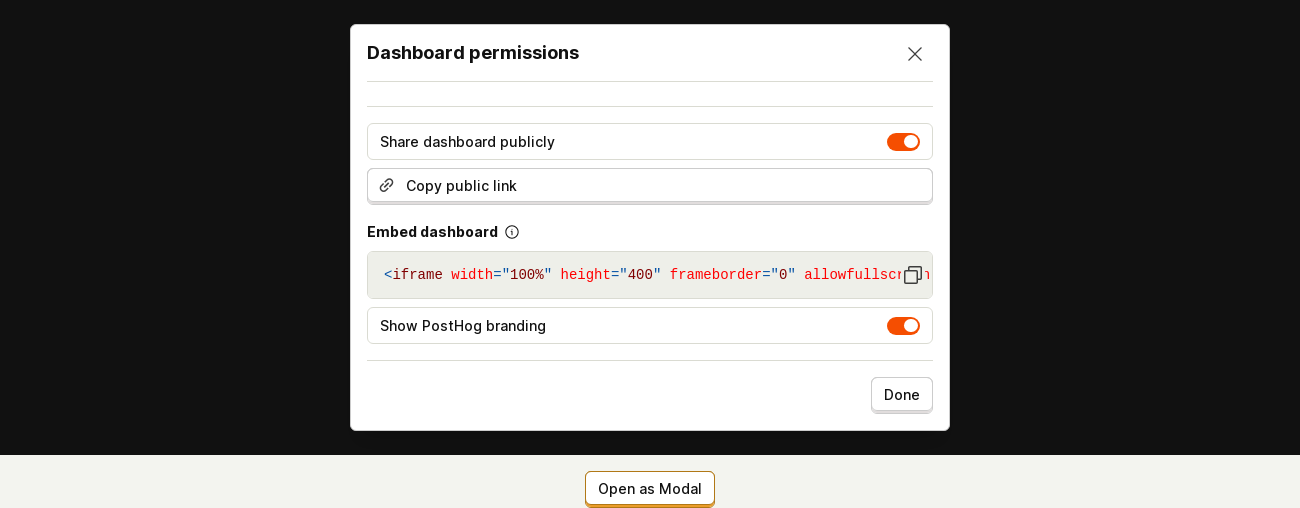 Dashboard permissions
Share dashboard publicly
Copy public link
Embed dashboard
<iframe width="100%" height="400" frameborder="0"
Show PostHog branding
Done
Open as Modal